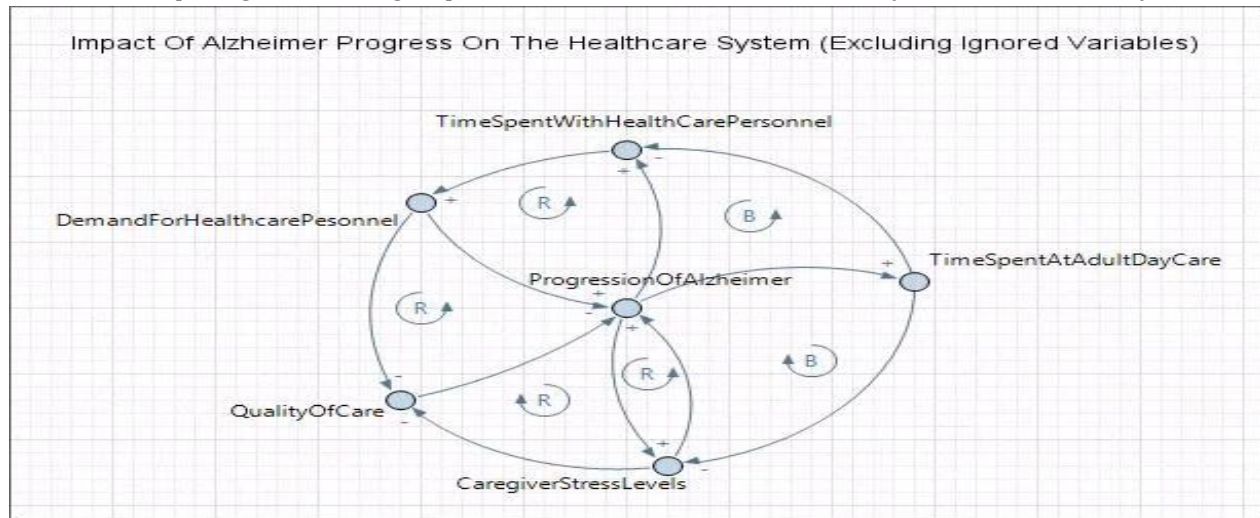 Impact Of Alzheimer Progress On The Healthcare System (Excluding Ignored Variables)
TimeSpentWithHealthCarePersonnel
-
+
R
B
+
DemandForHealthcarePesonnel
TimeSpentAtAdultDayCare
+
ProgressionOfAlzheimer
+
-
+
R
R
B
-
R
QualityOfCare
-
+
-
CaregiverStressLevels